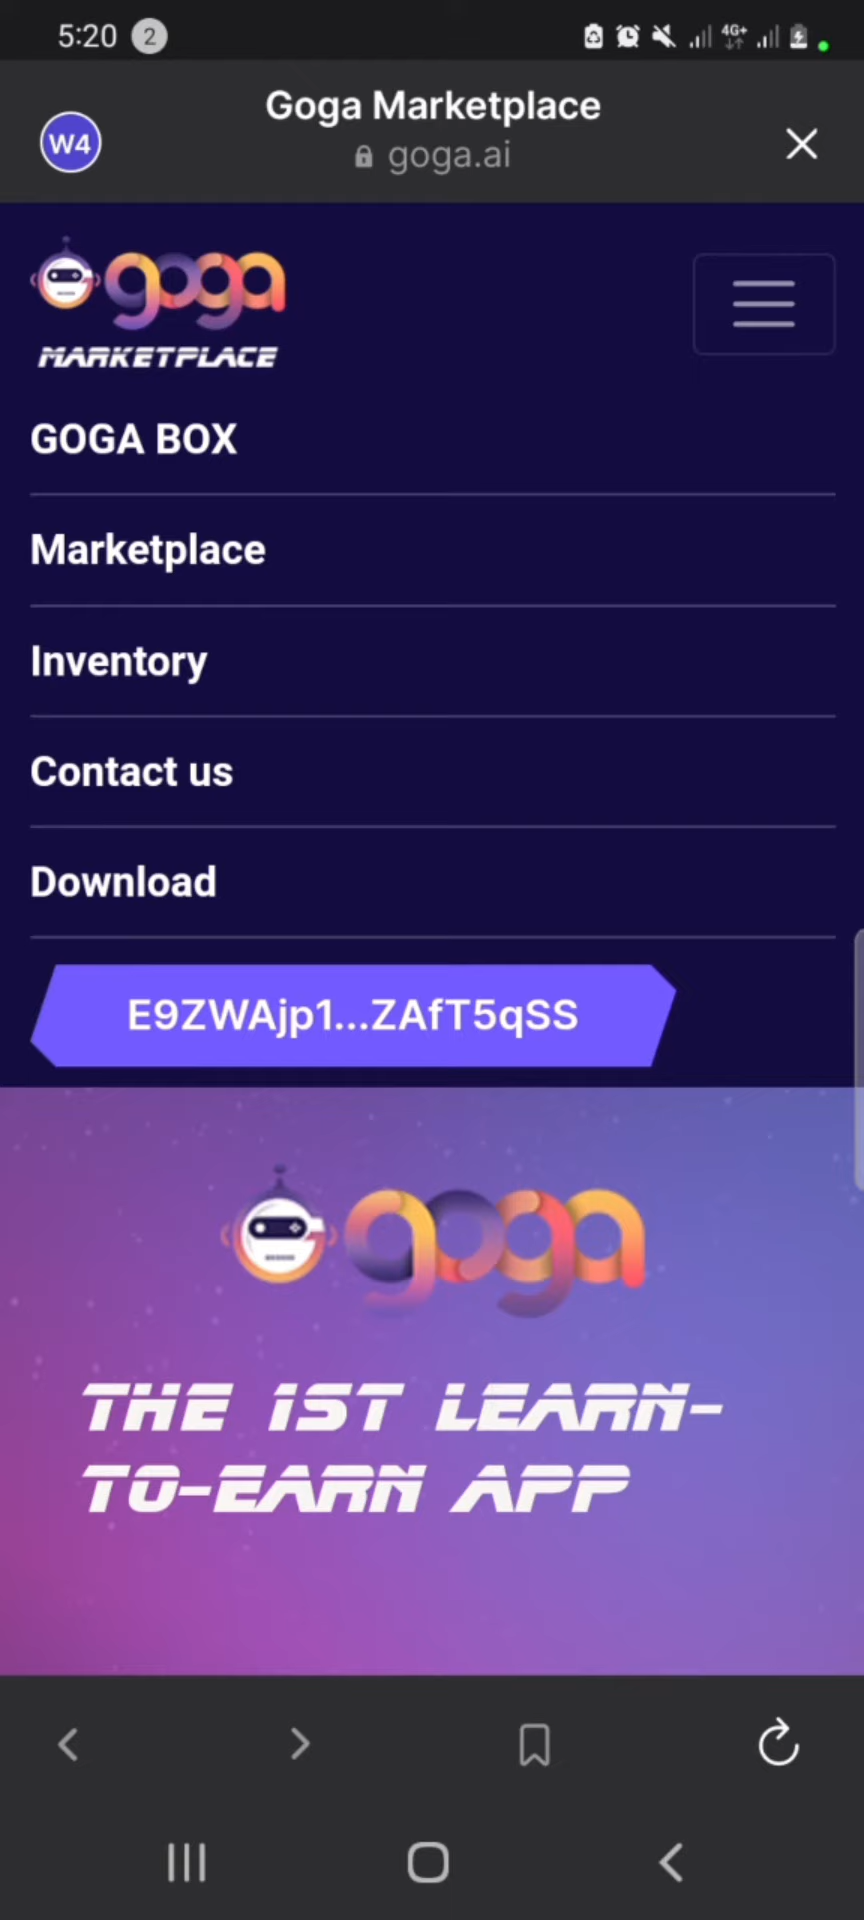 5:20 2 4G+
Goga Marketplace
W4
goga.ai
goga
MARKETPLACE
GOGA BOX
Marketplace
Inventory
Contact us
Download
E9ZWAjp1...ZAfT5qSS
goga
THE 1ST LEARN-
TO-EARN APP